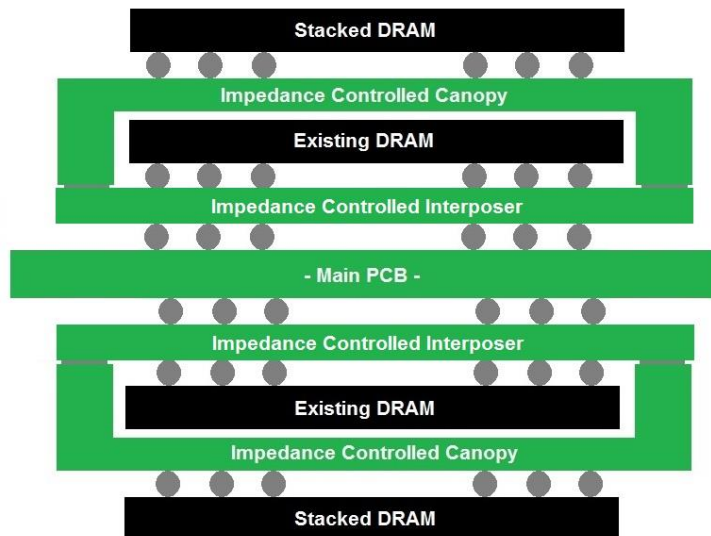 Stacked DRAM
Impedance Controlled Canopy
Existing DRAM
Impedance Controlled Interposer
- Main PCB -
Impedance Controlled Interposer
Existing DRAM
Impedance Controlled Canopy
Stacked DRAM